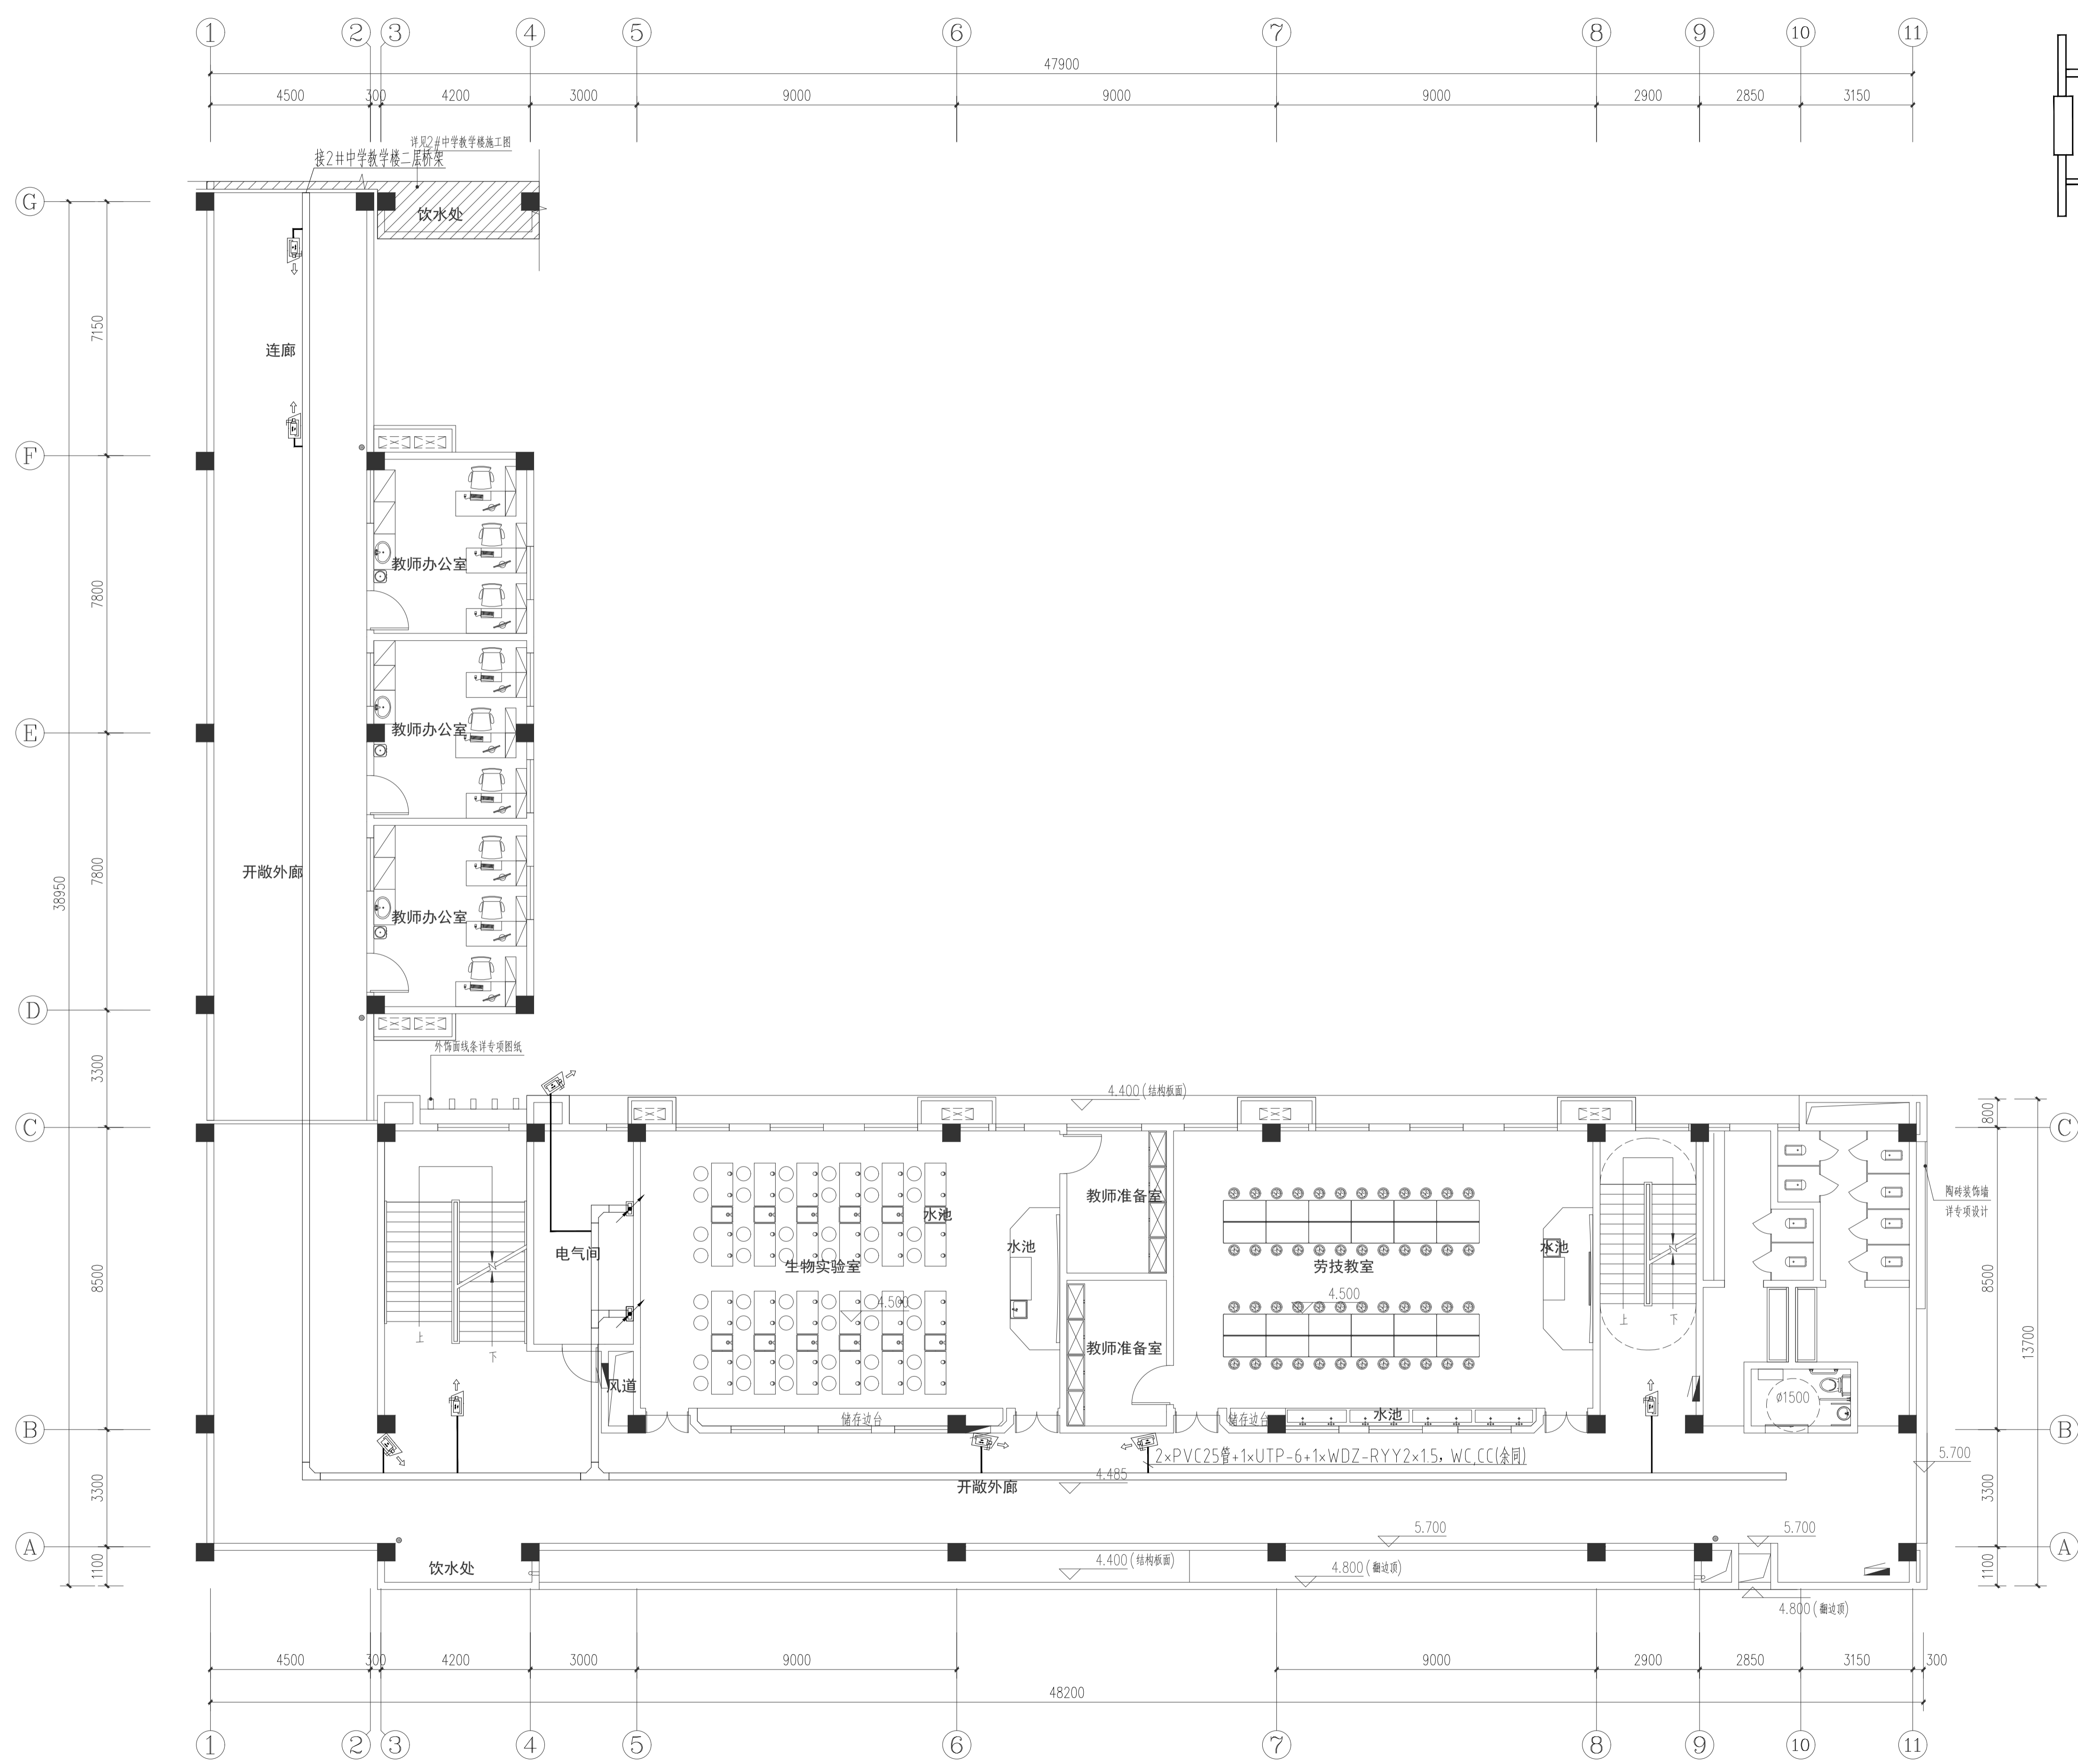 1 2 3 4 5 6 7 8 9 10 11
47900
4500 300 4200 3000 9000 9000 9000 2900 2850 3150
详见2#中学教学楼施工图
接2#中学教学楼二层桥架
G
饮水处
7150
连廊
F
教师办公室
7800
E
教师办公室
7800
38950
开敞外廊
教师办公室
D
外饰面线条详专项图纸
3300
4.400(结构板面)
800
C
C
陶砖装饰墙
详专项设计
教师准备室
水池
水池
水池
电气间
生物实验室
劳技教室
8500
4.500
4.500
8500
上
下
上
下
13700
教师准备室
风道
ø1500
储存边台
储存边台
水池
B
B
2×PVC25管+1×UTP-6+1×WDZ-RYY2×1.5, WC,CC(余同)
5.700
4.485
开敞外廊
3300
3300
5.700
5.700
A
A
饮水处
4.400(结构板面)
4.800(翻边顶)
1100
1100
4.800(翻边顶)
4500 300 4200 3000 9000 9000 2900 2850 3150 300
48200
1 2 3 4 5 6 7 8 9 10 11